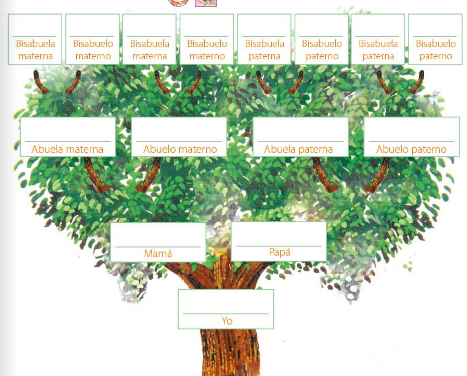 Bisabuela materna
Bisabuelo materno
Bisabuela materna
Bisabuelo materno
Bisabuela paterna
Bisabuelo paterno
Bisabuela paterna
Bisabuelo paterno
Abuela materna
Abuelo materno
Abuela paterna
Abuelo paterno
Mamá
Papá
Yo